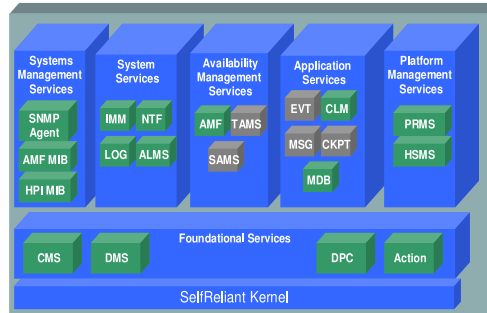 Systems
Management
Services
SNMP
Agent
AMF MIB
HPI MIB
System
Services
IMM NTF
LOG ALMS
Availability
Management
Services
AMF TAMS
SAMS
Application
Services
EVT CLM
MSG CKPT
MDB
Platform
Management
Services
PRMS
HSMS
Foundational Services
CMS DMS DPC Action
SelfReliant Kernel